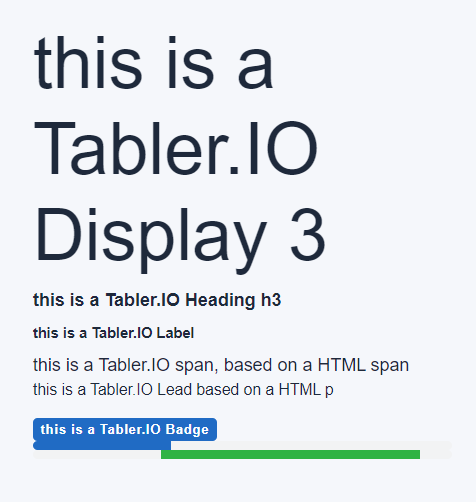 this is a
Tabler.IO
Display 3
this is a Tabler.IO Heading h3
this is a Tabler.IO Label
this is a Tabler.IO span, based on a HTML span
this is a Tabler.IO Lead based on a HTML p
this is a Tabler.IO Badge